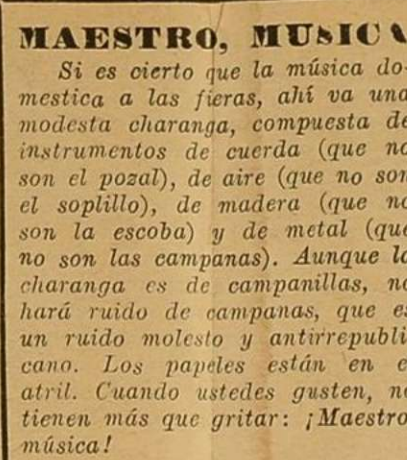 MAESTRO, MUSICA
Si es cierto que la música do-
mestica a las fieras, ahí va una
modesta charanga, compuesta de
instrumentos de cuerda (que no
son el pozal), de aire (que no son
el soplillo), de madera (que no
son la escoba) y de metal (que
no son las campanas). Aunque la
charanga es de campanillas, no
hará ruido de campanas, que es
un ruido molesto y antirrepubli
cano. Los papeles están en e
atril. Cuando ustedes gusten, no
tienen más que gritar: ¡Maestro
música!